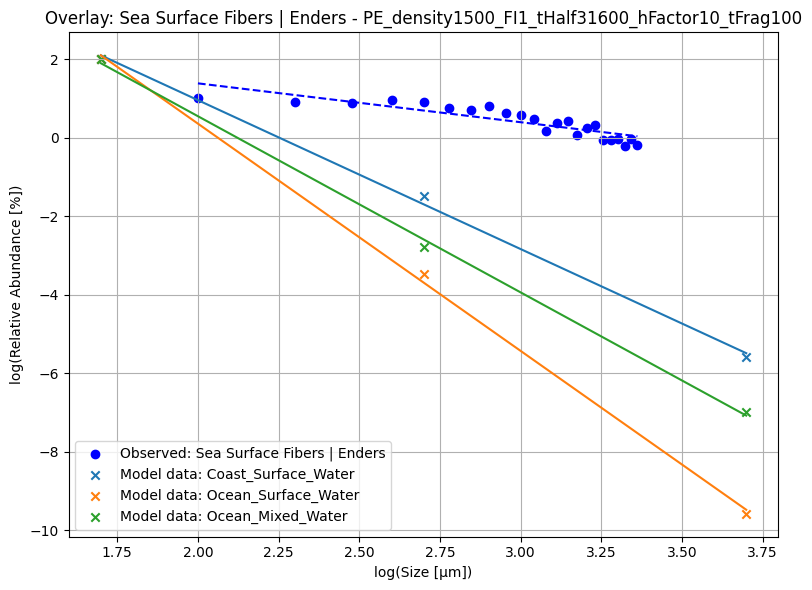 Overlay: Sea Surface Fibers | Enders - PE_density1500_FI1_tHalf31600_hFactor10_tFrag100
log(Relative Abundance [%])
2
0
−2
−4
−6
−8
−10
Observed: Sea Surface Fibers | Enders
Model data: Coast_Surface_Water
Model data: Ocean_Surface_Water
Model data: Ocean_Mixed_Water
1.75 2.00 2.25 2.50 2.75 3.00 3.25 3.50 3.75
log(Size [μm])